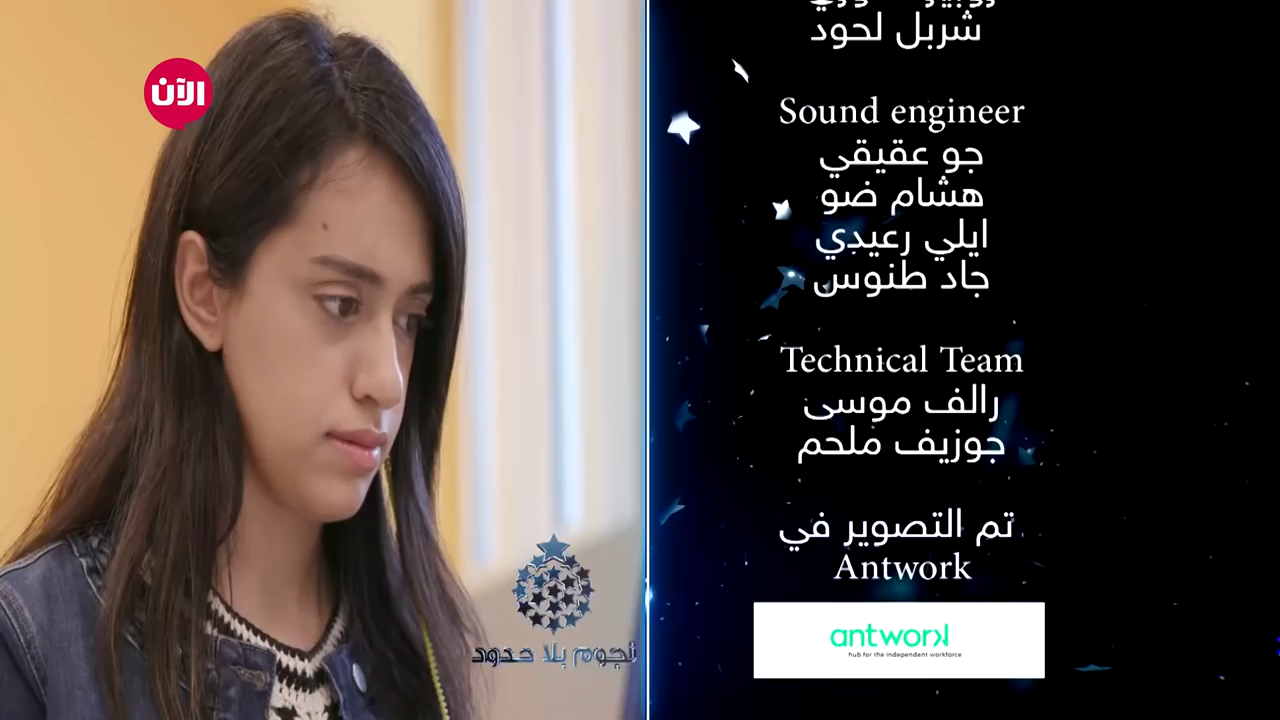 الآن
شربل لحود
Sound engineer
جو عقيقي
هشام ضو
ايلي رعيدي
جاد طنوس
Technical Team
رالف موسى
جوزيف ملحم
تم التصوير في
Antwork
antwork
hub for the independent workforce
نجوم بلا حدود